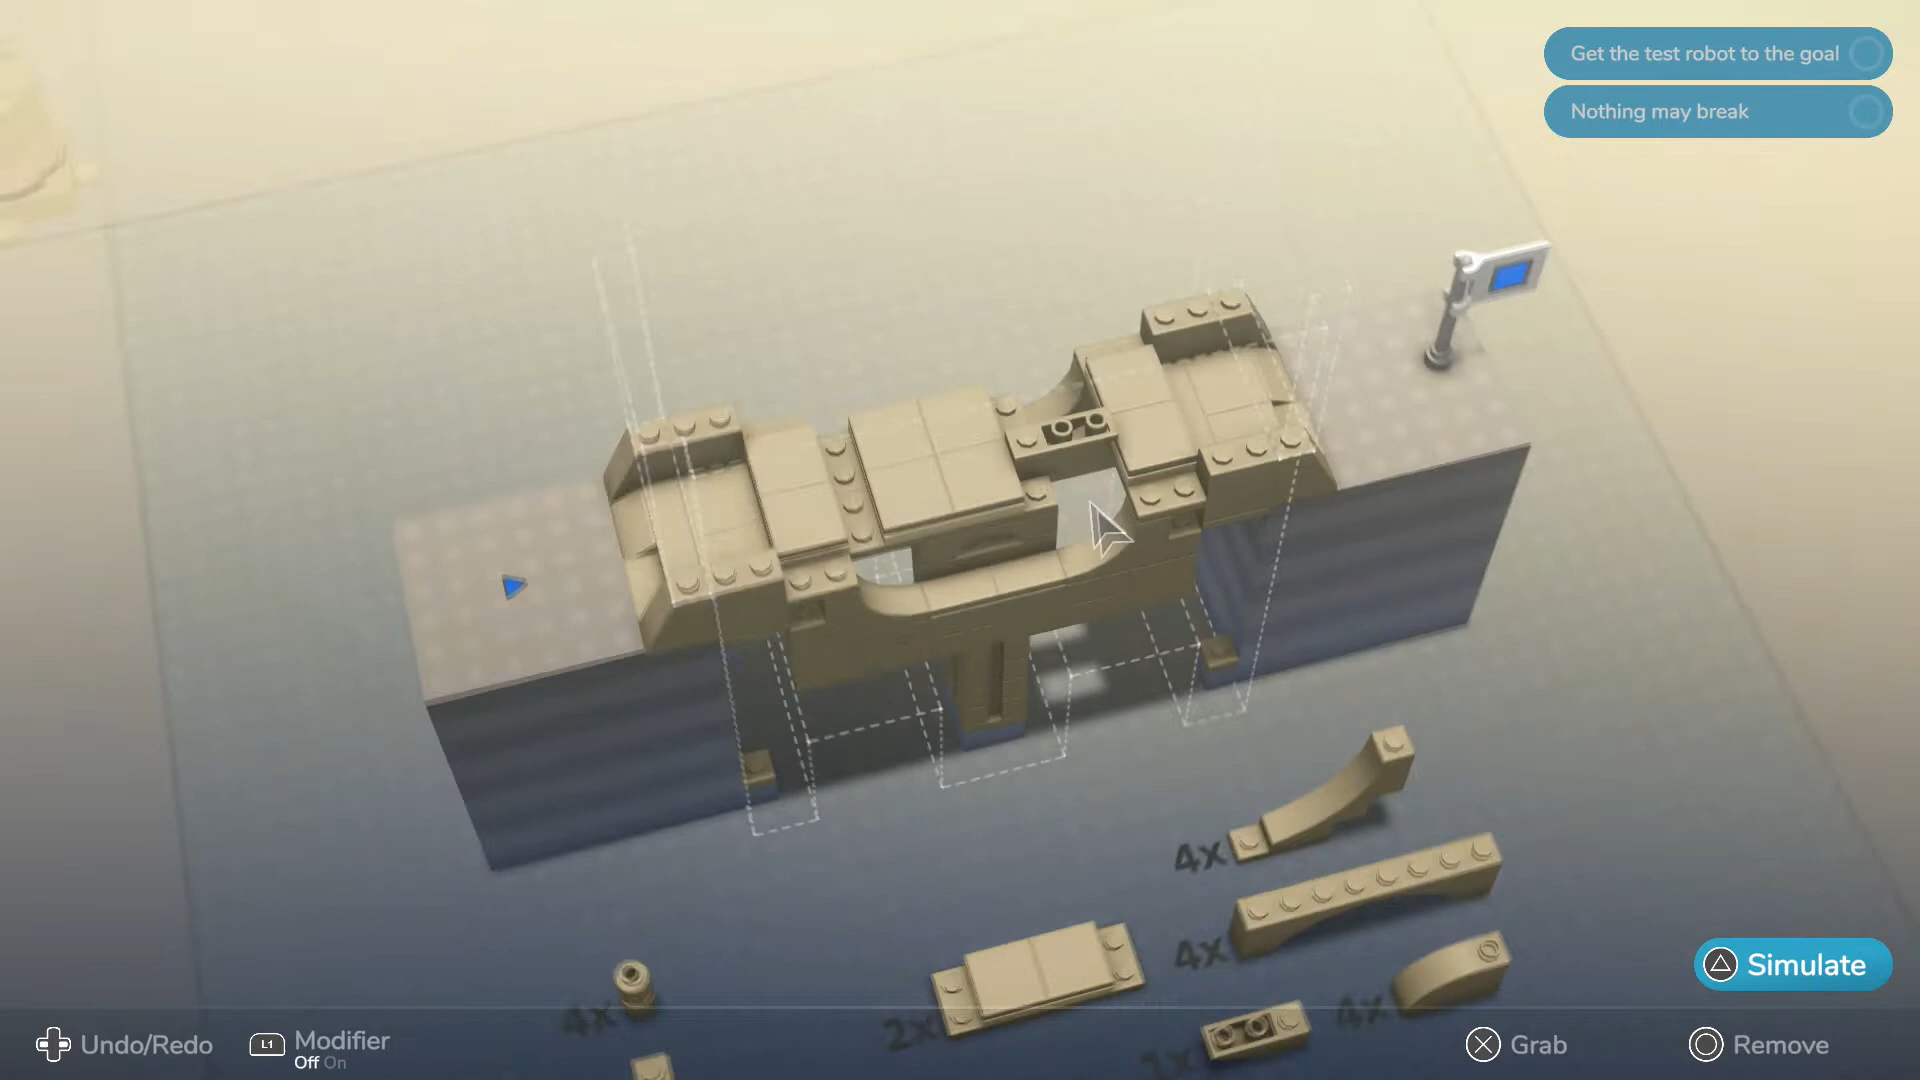 Get the test robot to the goal
Nothing may break
4x
4x
4x
2x
4x
Simulate
Undo/Redo
L1
Modifier
Off On
Grab
Remove